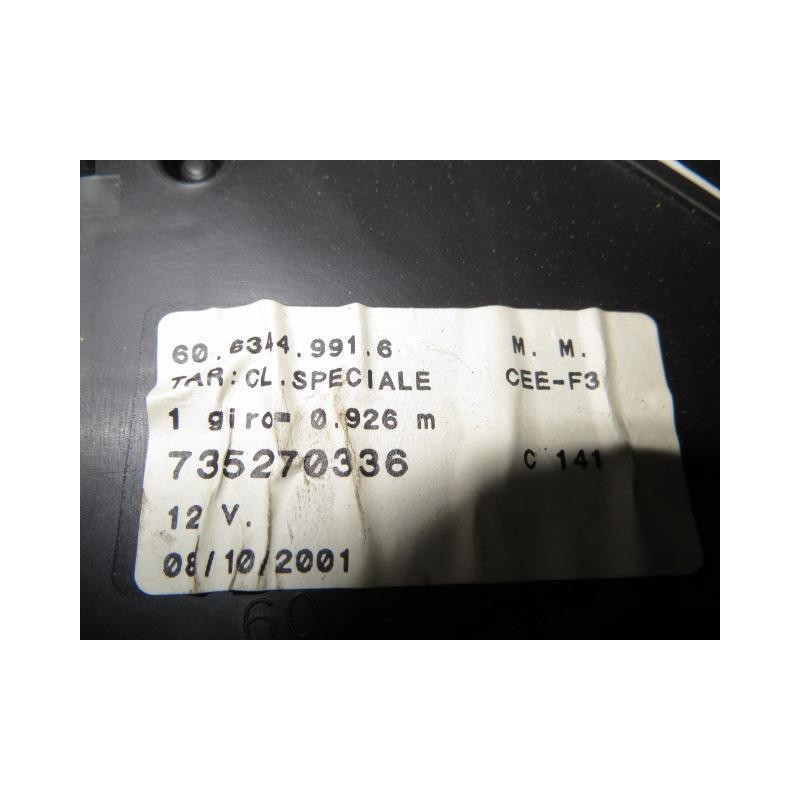 60.6344.991.6 M. M.
TAR:CL.SPECIALE CEE-F3
1 giro= 0.926 m
735270336 C 141
12 V.
08/10/2001
60